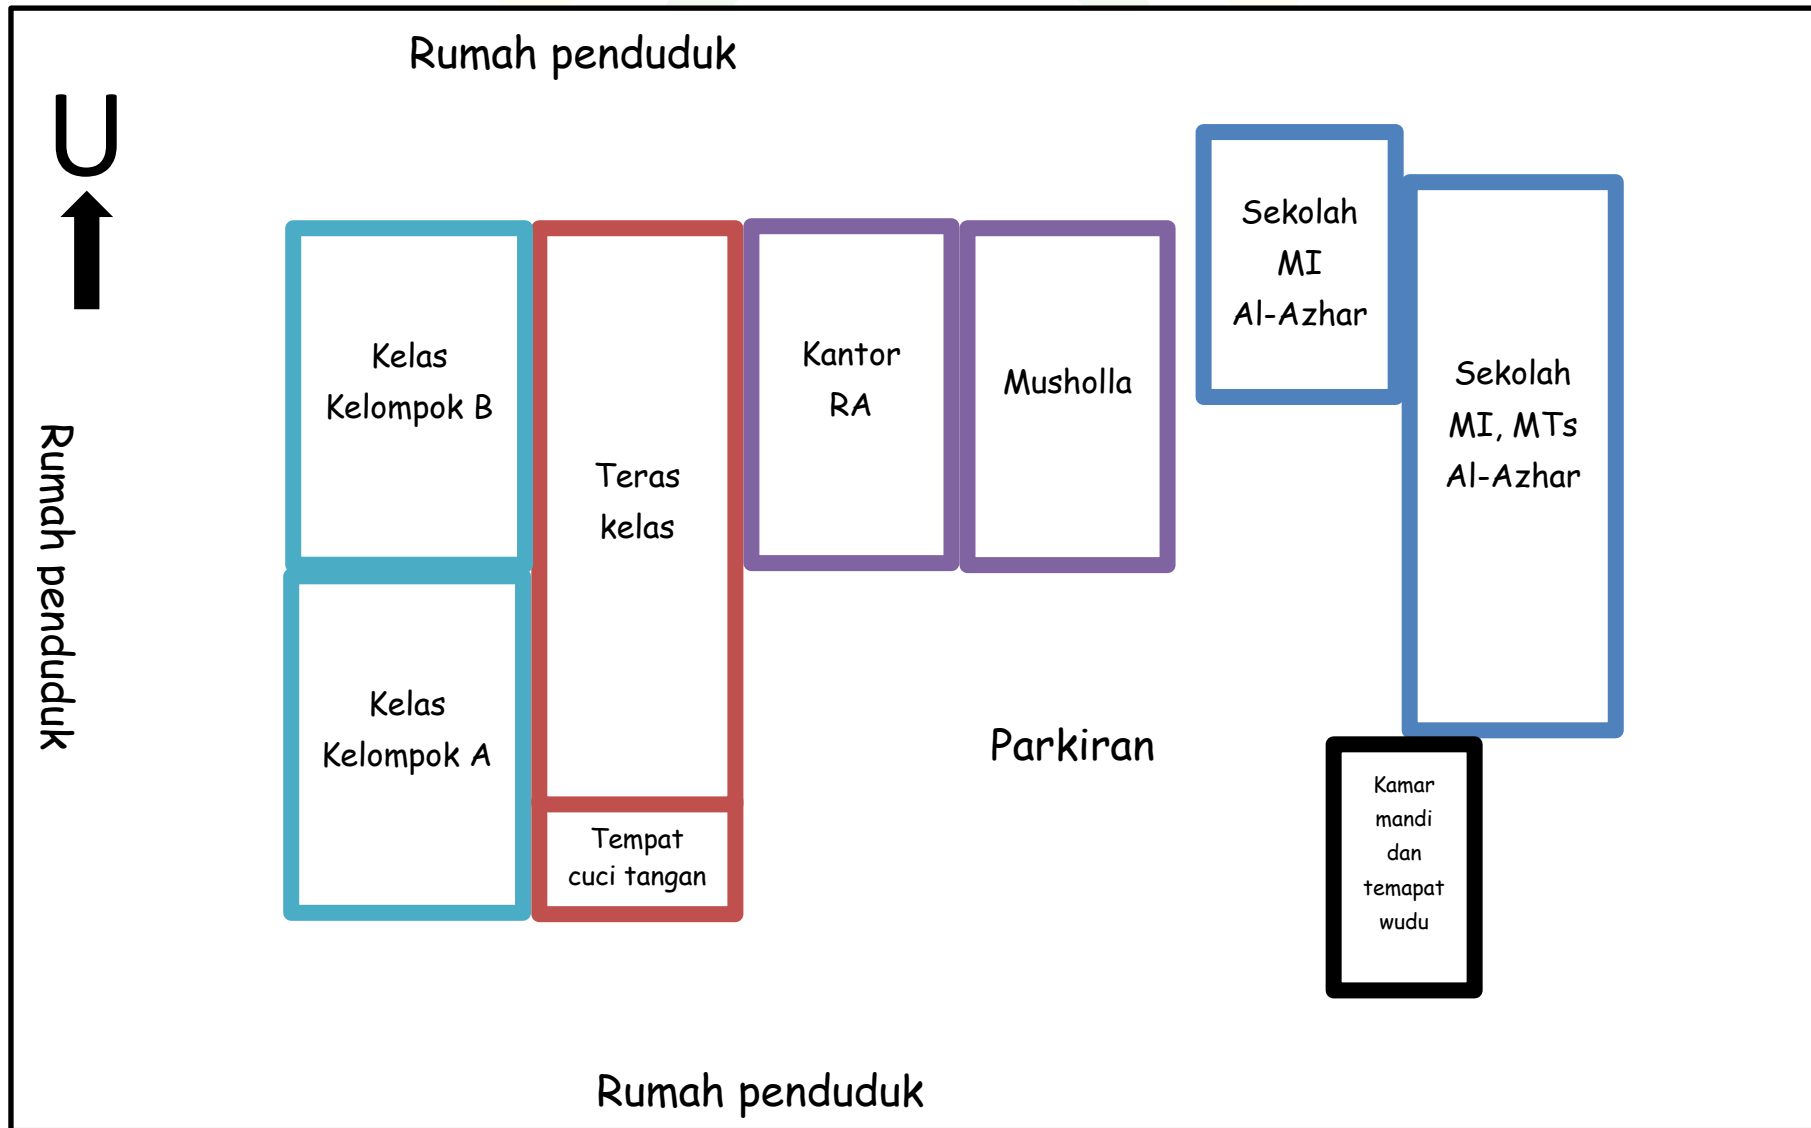 Rumah penduduk
U
Rumah penduduk
Kelas
Kelompok B
Teras
kelas
Kantor
RA
Musholla
Sekolah
MI
Al-Azhar
Sekolah
MI, MTs
Al-Azhar
Kelas
Kelompok A
Tempat
cuci tangan
Parkiran
Kamar
mandi
dan
temapat
wudu
Rumah penduduk